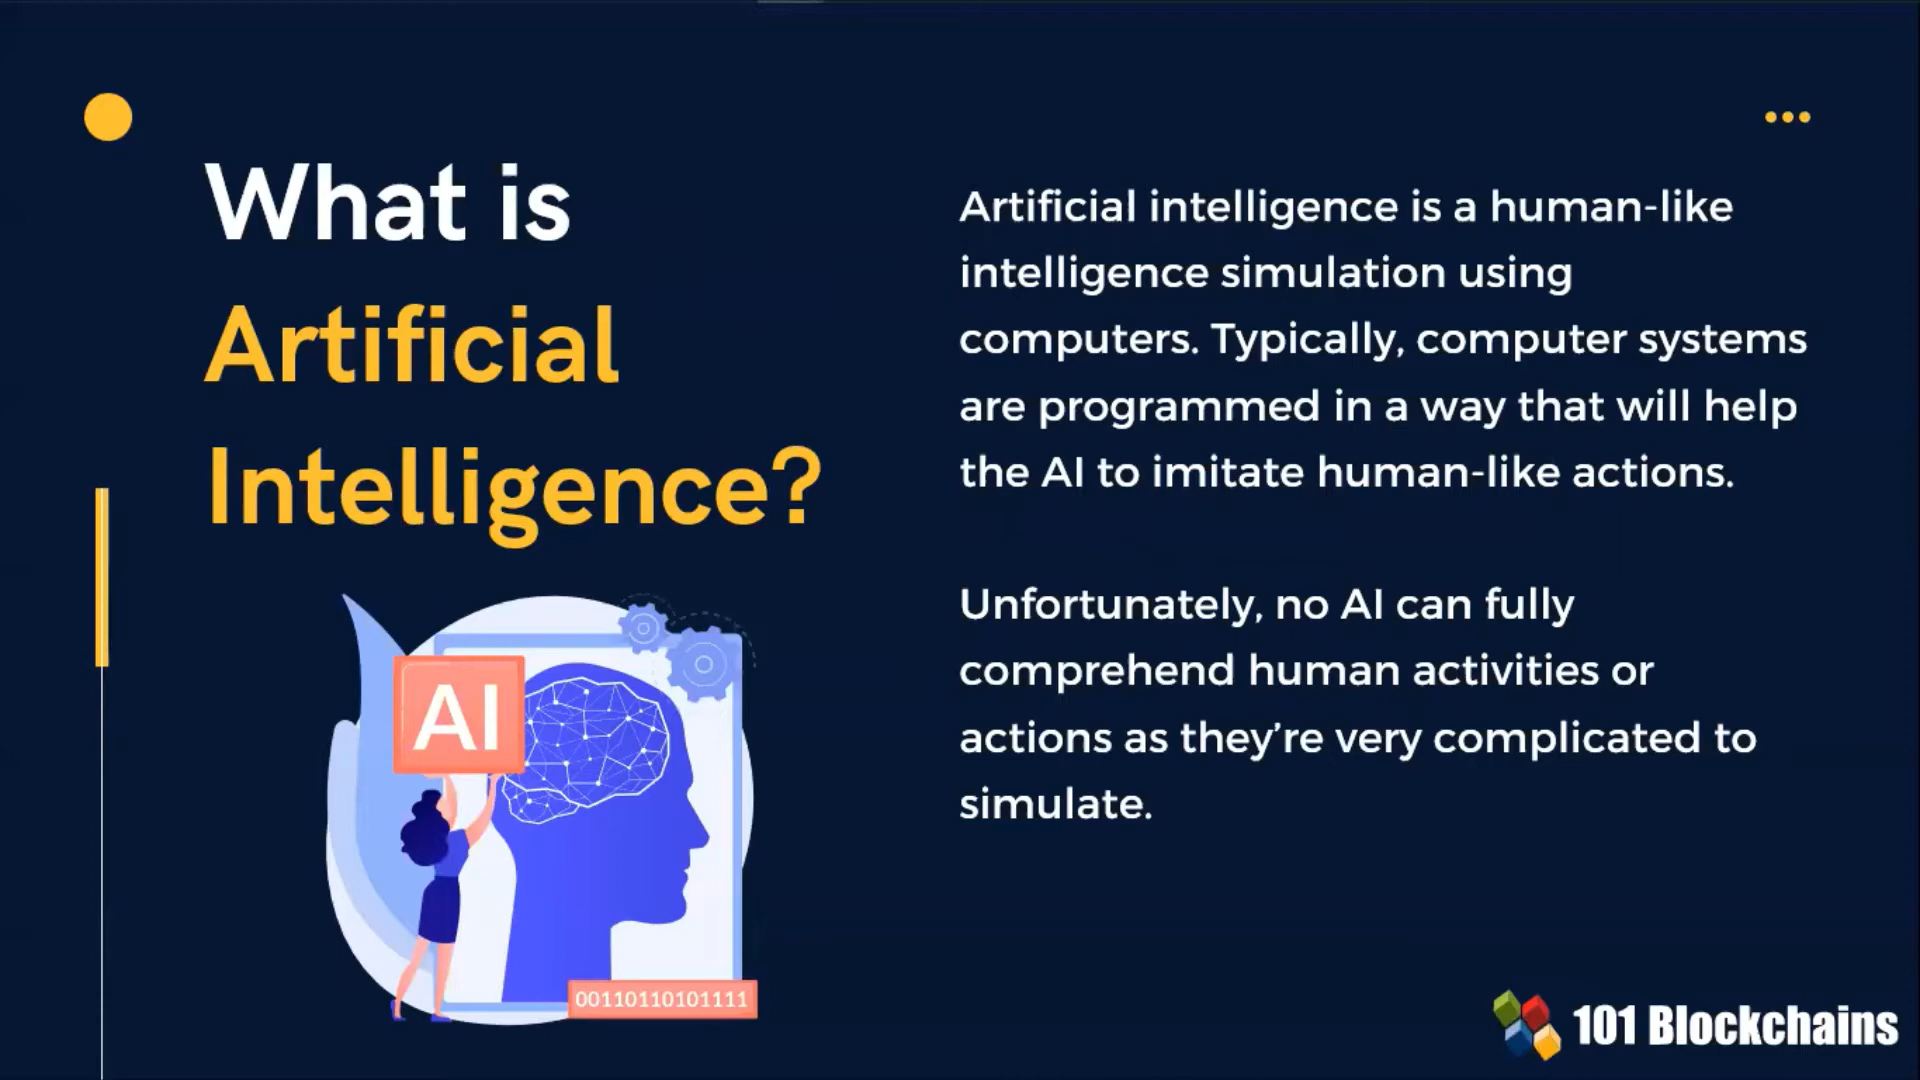 What is
Artificial
Intelligence?
Artificial intelligence is a human-like
intelligence simulation using
computers. Typically, computer systems
are programmed in a way that will help
the AI to imitate human-like actions.
Unfortunately, no AI can fully
comprehend human activities or
actions as they're very complicated to
simulate.
AI
00110110101111
101 Blockchains